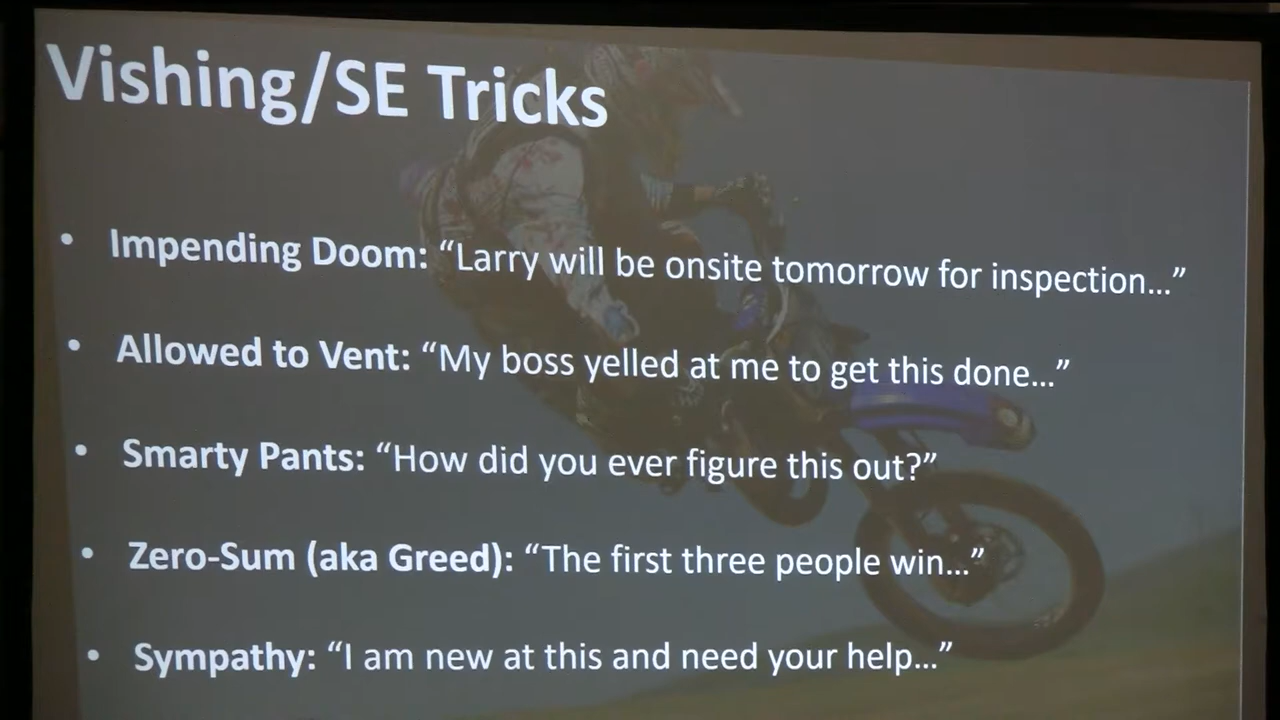 Vishing/SE Tricks
• Impending Doom: “Larry will be onsite tomorrow for inspection...”
• Allowed to Vent: “My boss yelled at me to get this done...”
• Smarty Pants: “How did you ever figure this out?”
• Zero-Sum (aka Greed): “The first three people win...”
• Sympathy: “I am new at this and need your help...”